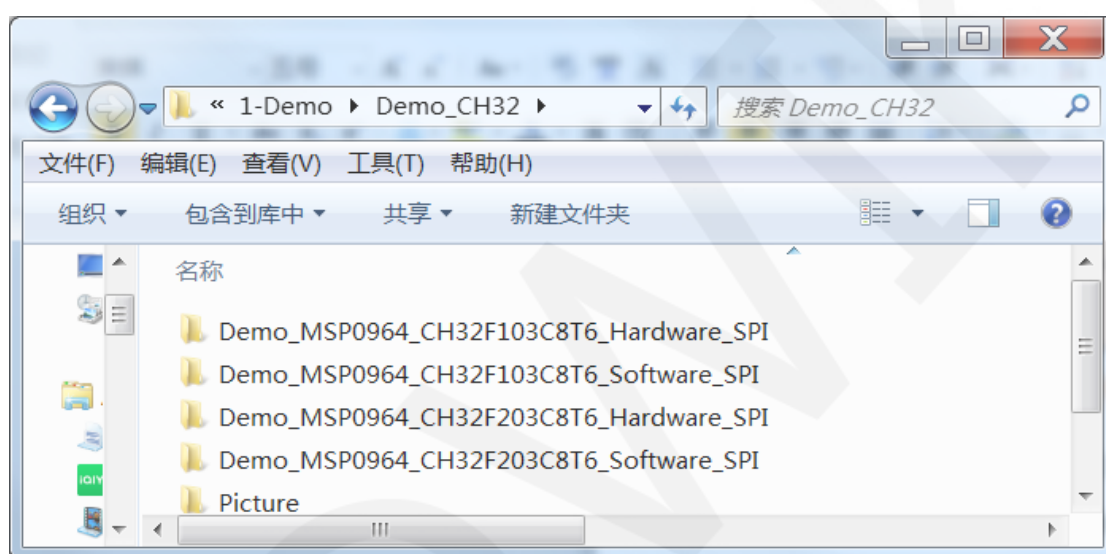 « 1-Demo Demo_CH32 搜索 Demo_CH32
文件(F) 编辑(E) 查看(V) 工具(T) 帮助(H)
组织 包含到库中 共享 新建文件夹
名称
Demo_MSP0964_CH32F103C8T6_Hardware_SPI
Demo_MSP0964_CH32F103C8T6_Software_SPI
Demo_MSP0964_CH32F203C8T6_Hardware_SPI
Demo_MSP0964_CH32F203C8T6_Software_SPI
Picture